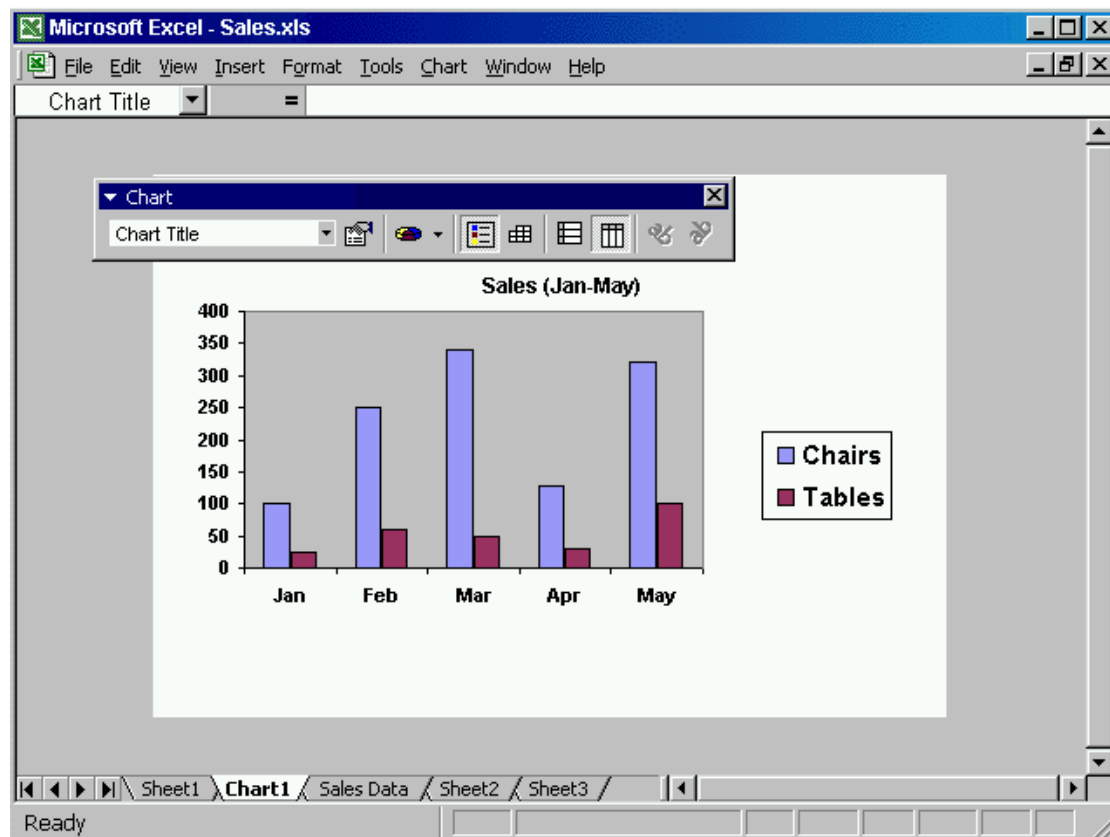 Microsoft Excel - Sales.xls
File Edit View Insert Format Tools Chart Window Help
Chart Title =
Chart
Chart Title
Sales (Jan-May)
400
350
300
250
200
150
100
50
0
Jan Feb Mar Apr May
Chairs
Tables
Sheet1 Chart1 Sales Data Sheet2 Sheet3
Ready